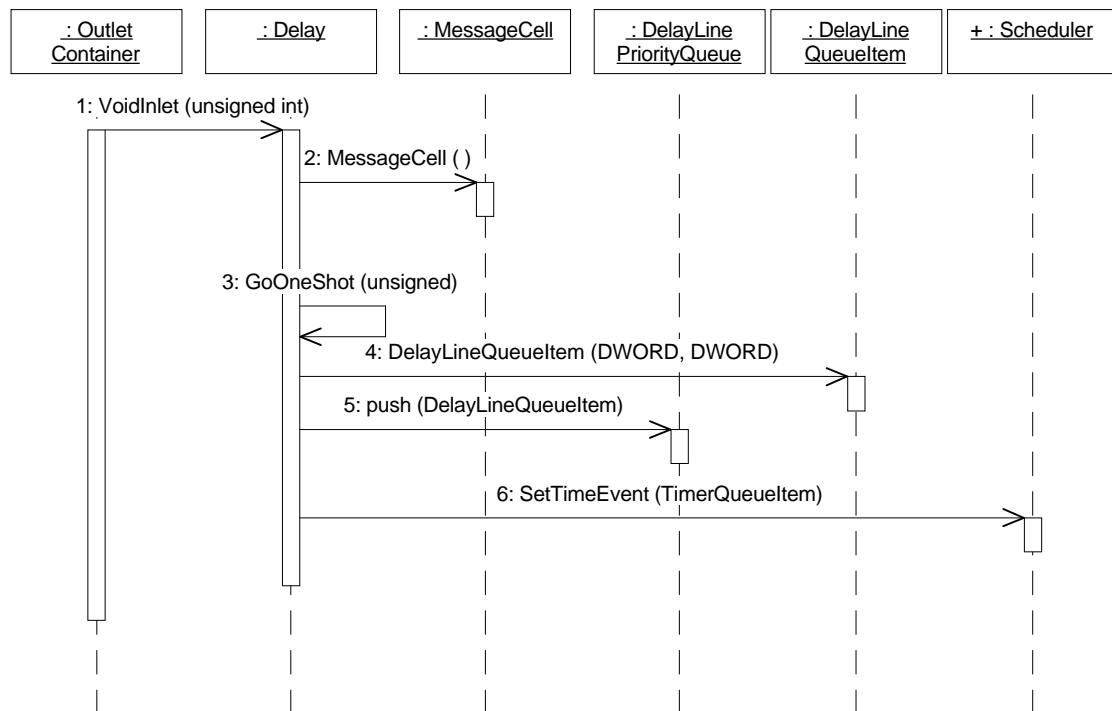 : Outlet
Container
: Delay
: MessageCell
: DelayLine
PriorityQueue
: DelayLine
QueueItem
+ : Scheduler
1: VoidInlet (unsigned int)
2: MessageCell ( )
3: GoOneShot (unsigned)
4: DelayLineQueueItem (DWORD, DWORD)
5: push (DelayLineQueueItem)
6: SetTimeEvent (TimerQueueItem)